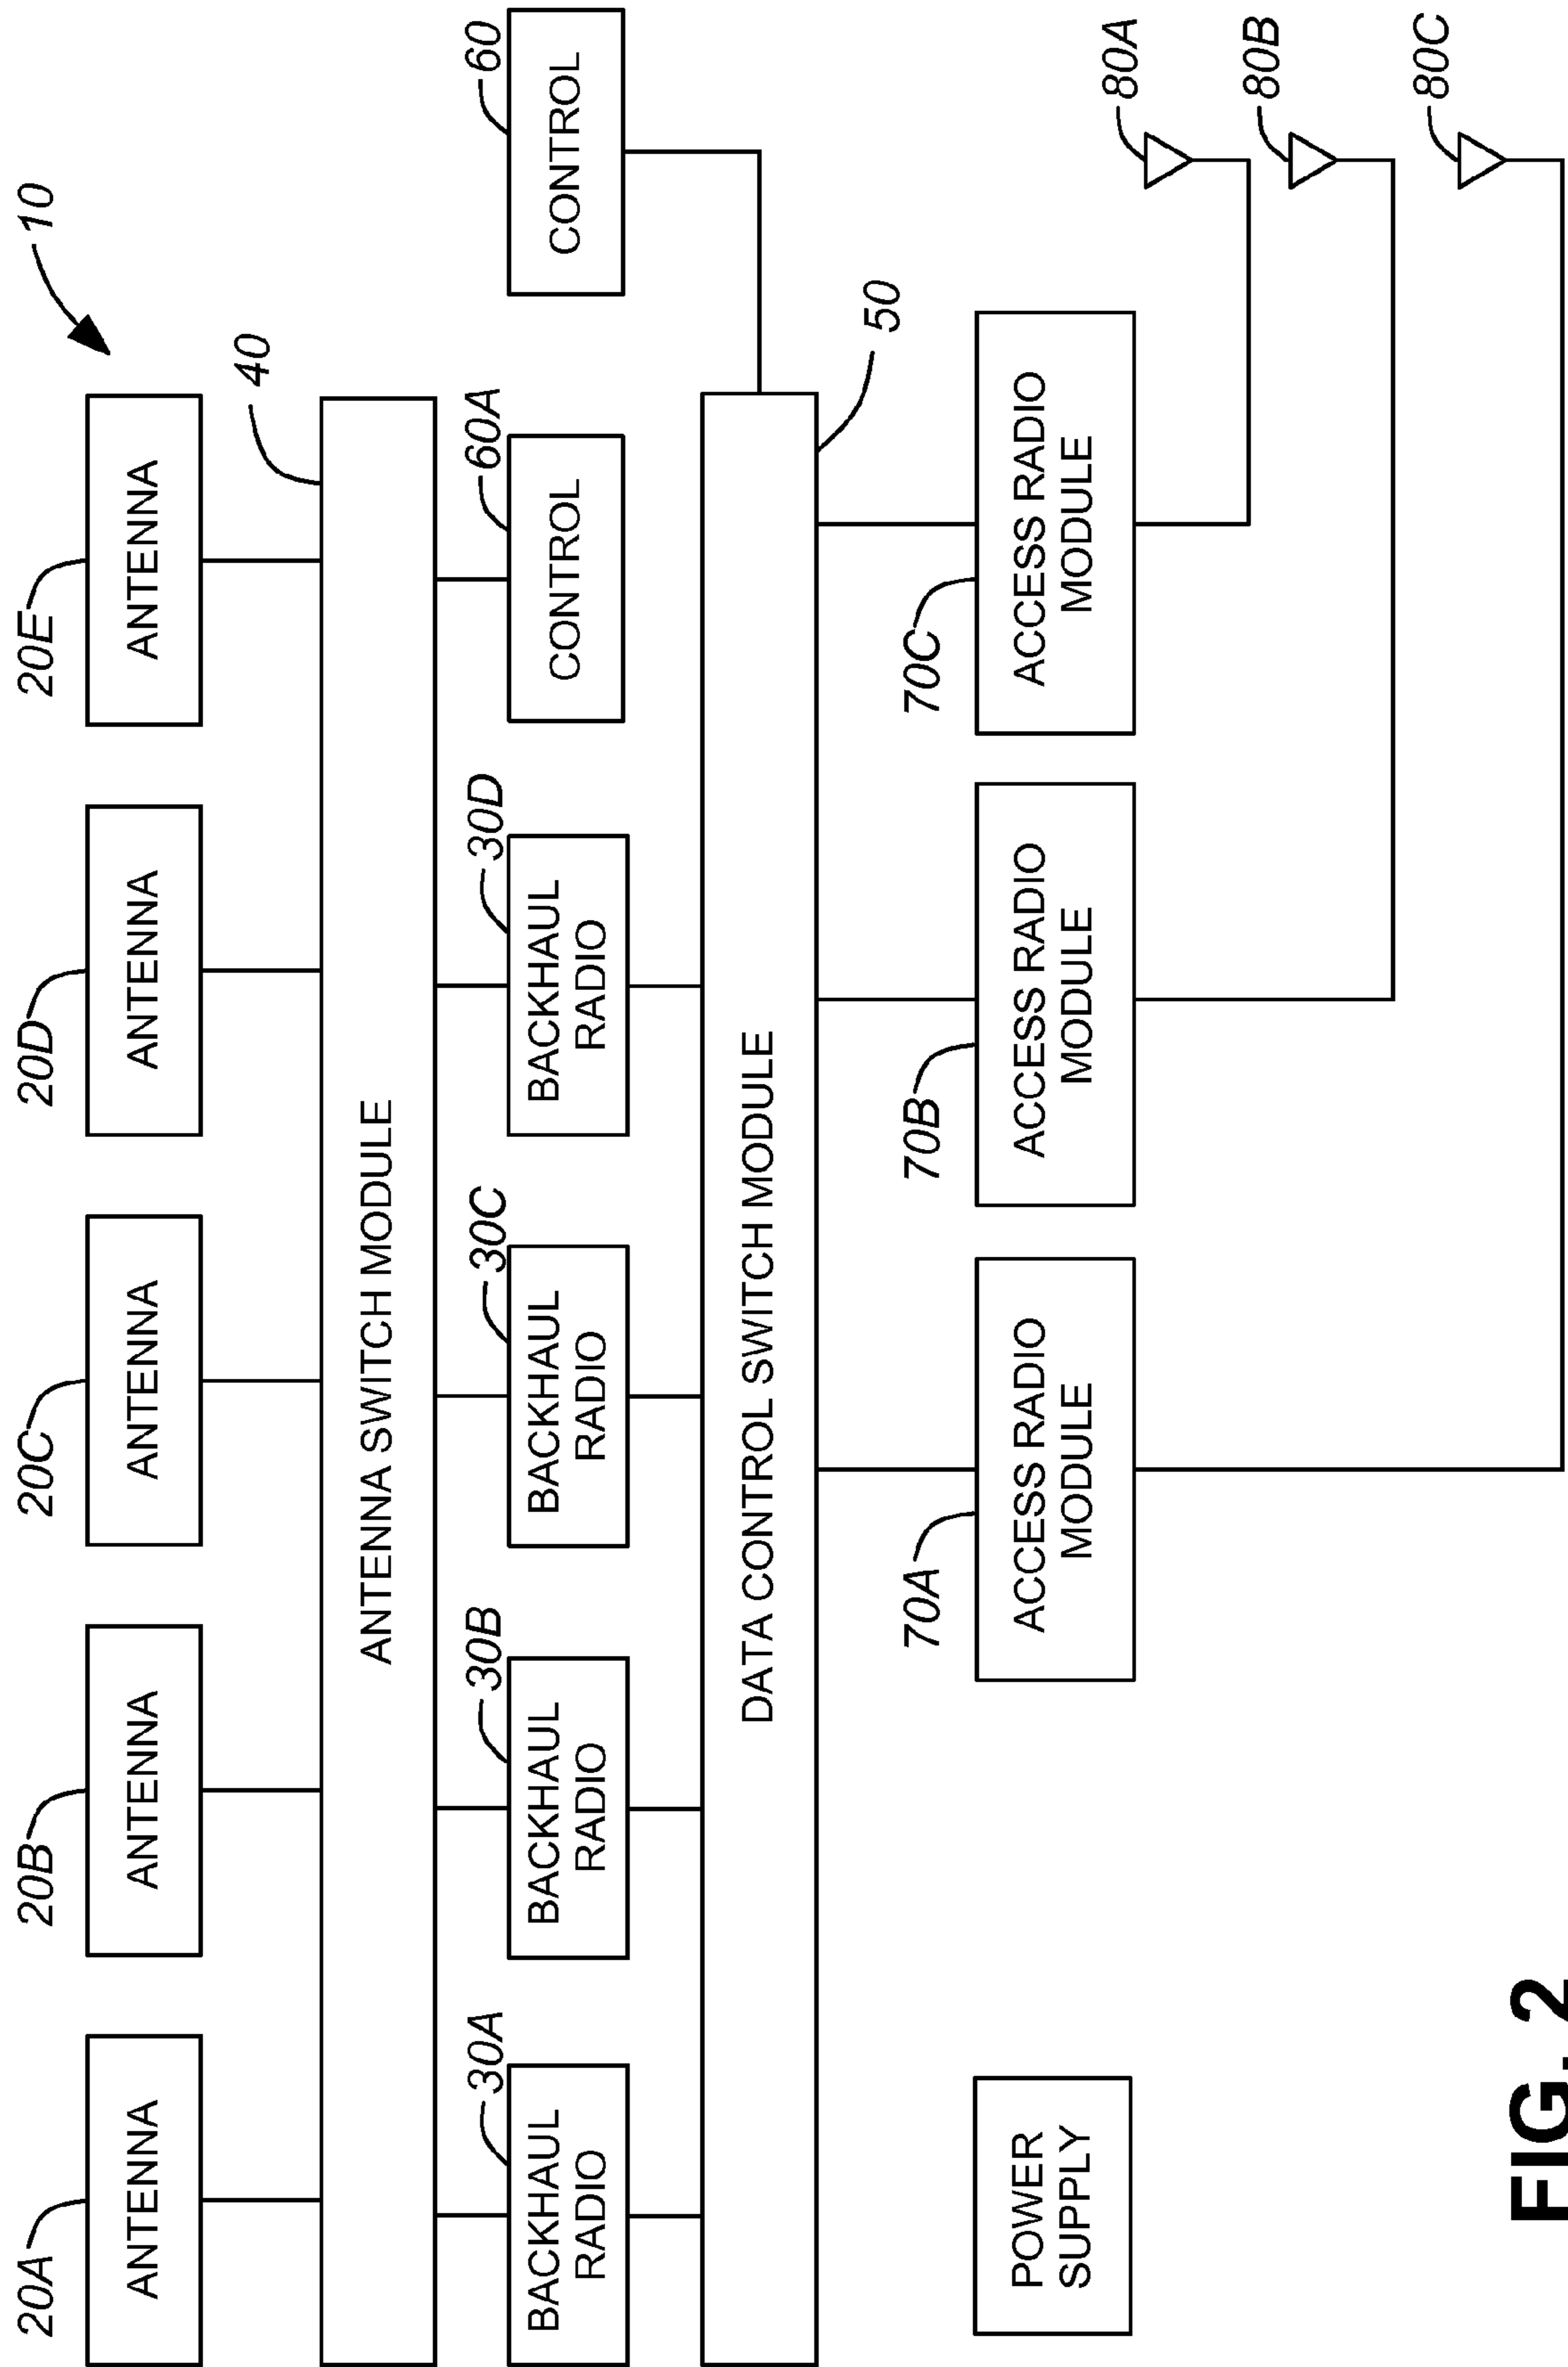 10
20A
20B
20C
20D
20E
ANTENNA
ANTENNA
ANTENNA
ANTENNA
ANTENNA
40
ANTENNA SWITCH MODULE
30A
30B
30C
30D
60A
60
BACKHAUL
RADIO
BACKHAUL
RADIO
BACKHAUL
RADIO
BACKHAUL
RADIO
CONTROL
CONTROL
DATA CONTROL SWITCH MODULE
50
70A
70B
70C
POWER
SUPPLY
ACCESS RADIO
MODULE
ACCESS RADIO
MODULE
ACCESS RADIO
MODULE
80A
80B
80C
FIG. 2